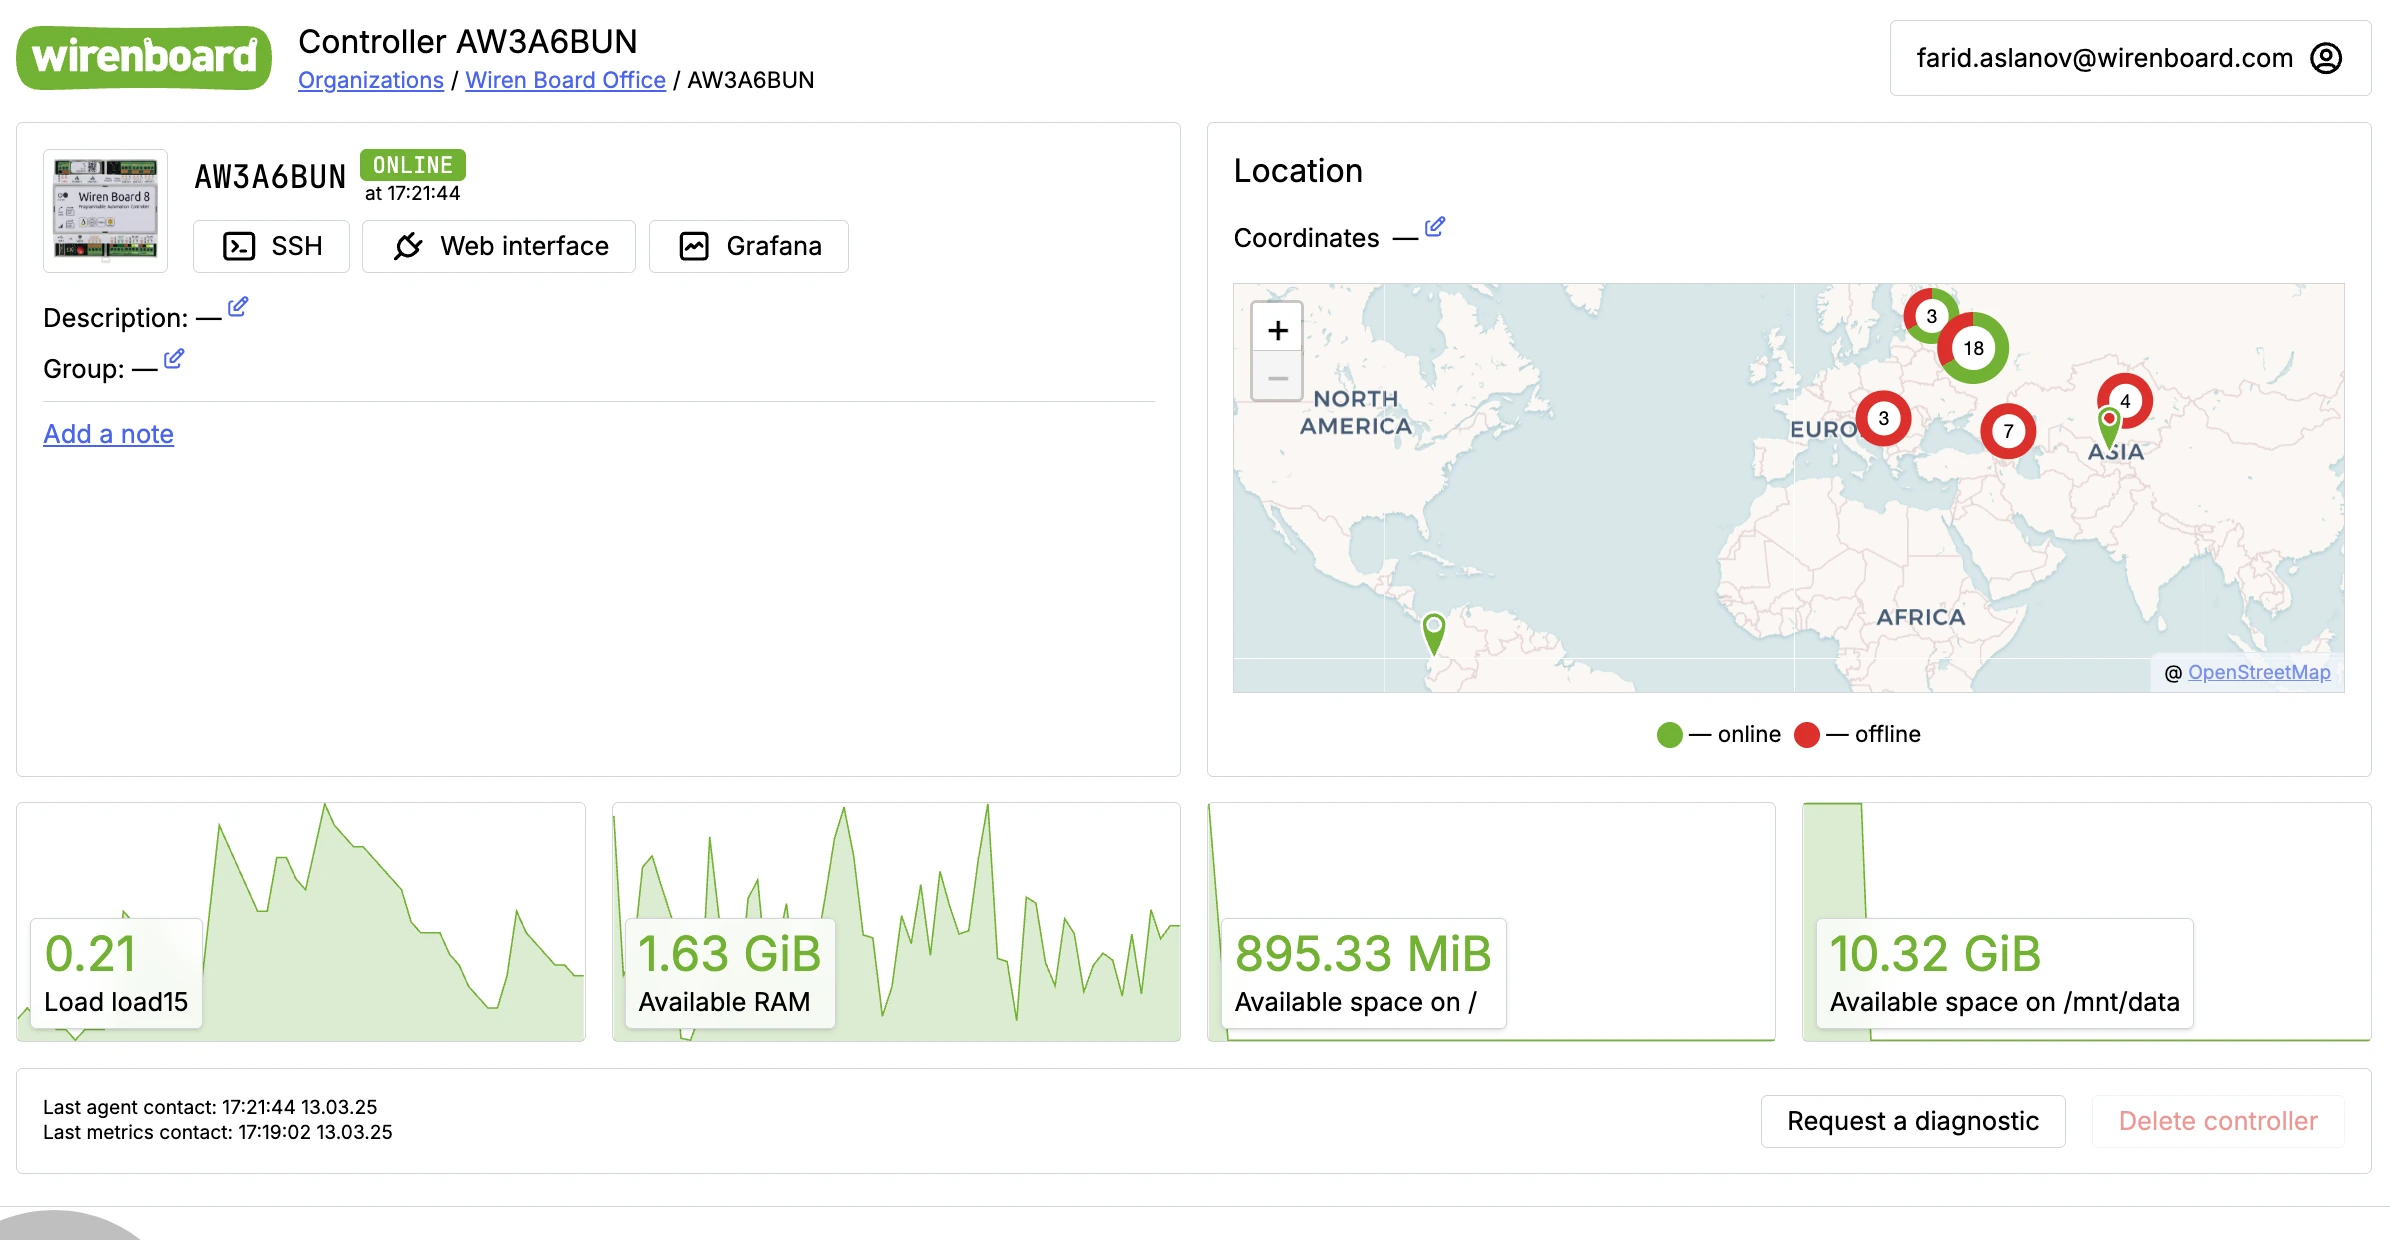 wirenboard
Controller AW3A6BUN
Organizations / Wiren Board Office / AW3A6BUN
farid.aslanov@wirenboard.com
Wiren Board 8
AW3A6BUN
ONLINE
at 17:21:44
SSH
Web interface
Grafana
Description: —
Group: —
Add a note
Location
Coordinates —
+
−
NORTH
AMERICA
EURO
ASIA
AFRICA
3
18
3
7
4
@ OpenStreetMap
— online
— offline
0.21
Load load15
1.63 GiB
Available RAM
895.33 MiB
Available space on /
10.32 GiB
Available space on /mnt/data
Last agent contact: 17:21:44 13.03.25
Last metrics contact: 17:19:02 13.03.25
Request a diagnostic
Delete controller